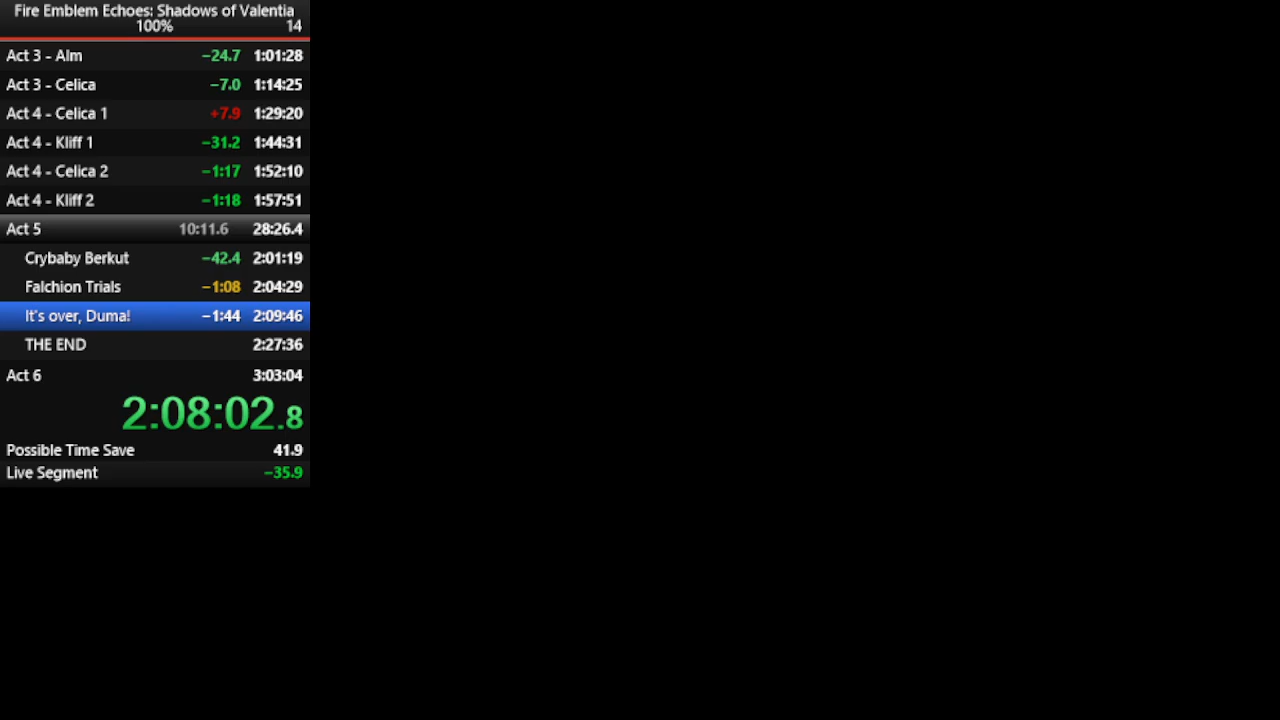 Fire Emblem Echoes: Shadows of Valentia
100% 14
Act 3 - Alm −24.7 1:01:28
Act 3 - Celica −7.0 1:14:25
Act 4 - Celica 1 +7.9 1:29:20
Act 4 - Kliff 1 −31.2 1:44:31
Act 4 - Celica 2 −1:17 1:52:10
Act 4 - Kliff 2 −1:18 1:57:51
Act 5 10:11.6 28:26.4
Crybaby Berkut −42.4 2:01:19
Falchion Trials −1:08 2:04:29
It's over, Duma! −1:44 2:09:46
THE END 2:27:36
Act 6 3:03:04
2:08:02.8
Possible Time Save 41.9
Live Segment −35.9